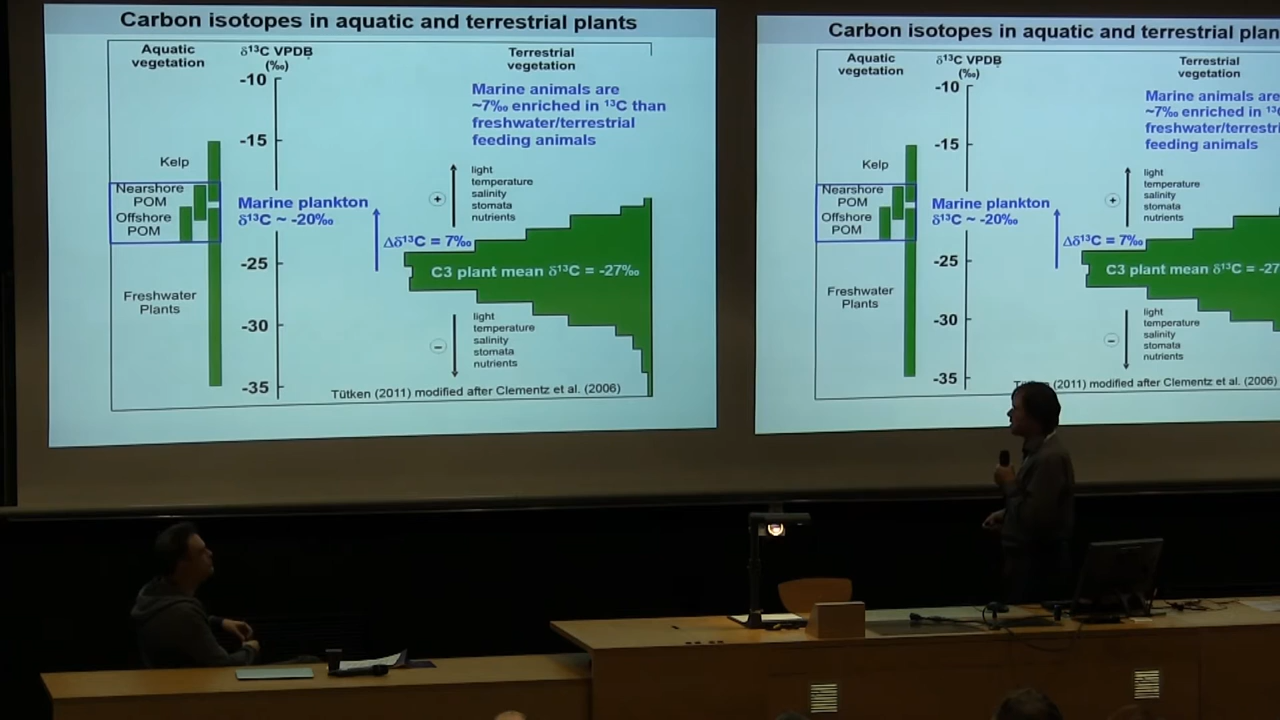 Carbon isotopes in aquatic and terrestrial plants
Aquatic
vegetation
δ¹³C VPDB
(‰)
Terrestrial
vegetation
-10
-15
-25
-30
-35
Marine animals are
~7‰ enriched in ¹³C than
freshwater/terrestrial
feeding animals
Kelp
Nearshore
POM
Offshore
POM
Freshwater
Plants
Marine plankton
δ¹³C ~ -20‰
Δδ¹³C = 7‰
+
light
temperature
salinity
stomata
nutrients
C3 plant mean δ¹³C = -27‰
−
light
temperature
salinity
stomata
nutrients
Tütken (2011) modified after Clementz et al. (2006)
Carbon isotopes in aquatic and terrestrial plan
Aquatic
vegetation
δ¹³C VPDB
(‰)
Terrestrial
vegetation
-10
-15
-25
-30
-35
Marine animals are
~7‰ enriched in ¹³
freshwater/terrestri
feeding animals
Kelp
Nearshore
POM
Offshore
POM
Freshwater
Plants
Marine plankton
δ¹³C ~ -20‰
Δδ¹³C = 7‰
+
light
temperature
salinity
stomata
nutrients
C3 plant mean δ¹³C = -27
−
light
temperature
salinity
stomata
nutrients
(2011) modified after Clementz et al. (2006)